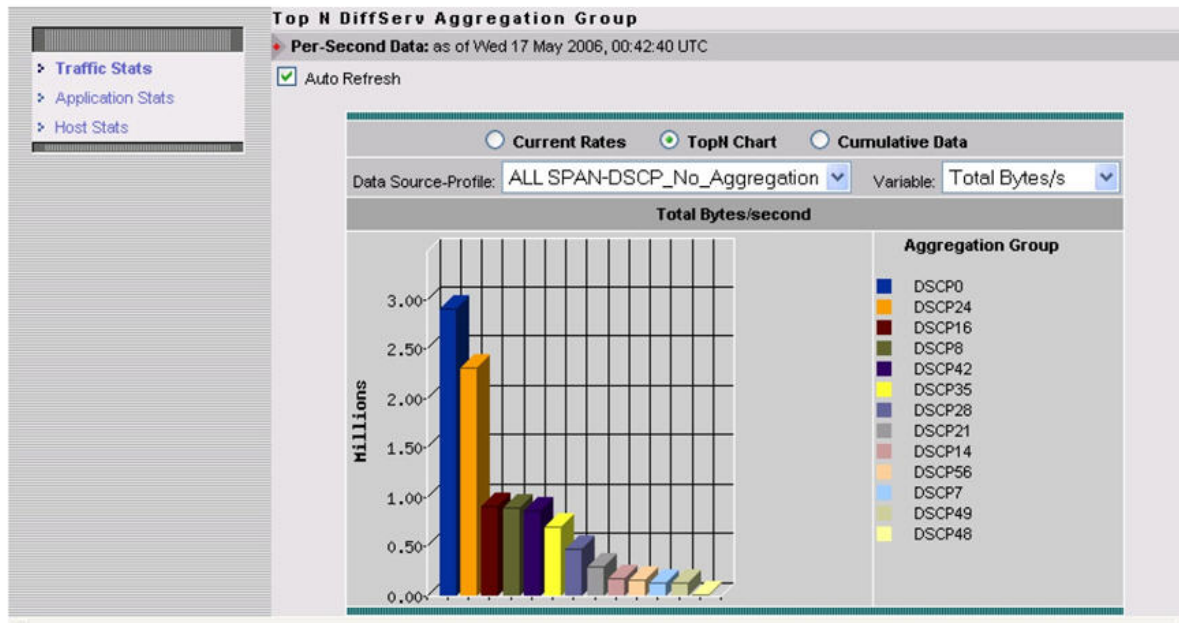 Top N DiffServ Aggregation Group
Per-Second Data: as of Wed 17 May 2006, 00:42:40 UTC
Traffic Stats
Application Stats
Host Stats
Auto Refresh
Current Rates TopN Chart Cumulative Data
Data Source-Profile: ALL SPAN-DSCP_No_Aggregation Variable: Total Bytes/s
Total Bytes/second
Millions
3.00
2.50
2.00
1.50
1.00
0.50
0.00
Aggregation Group
DSCP0
DSCP24
DSCP16
DSCP8
DSCP42
DSCP35
DSCP28
DSCP21
DSCP14
DSCP56
DSCP7
DSCP49
DSCP48